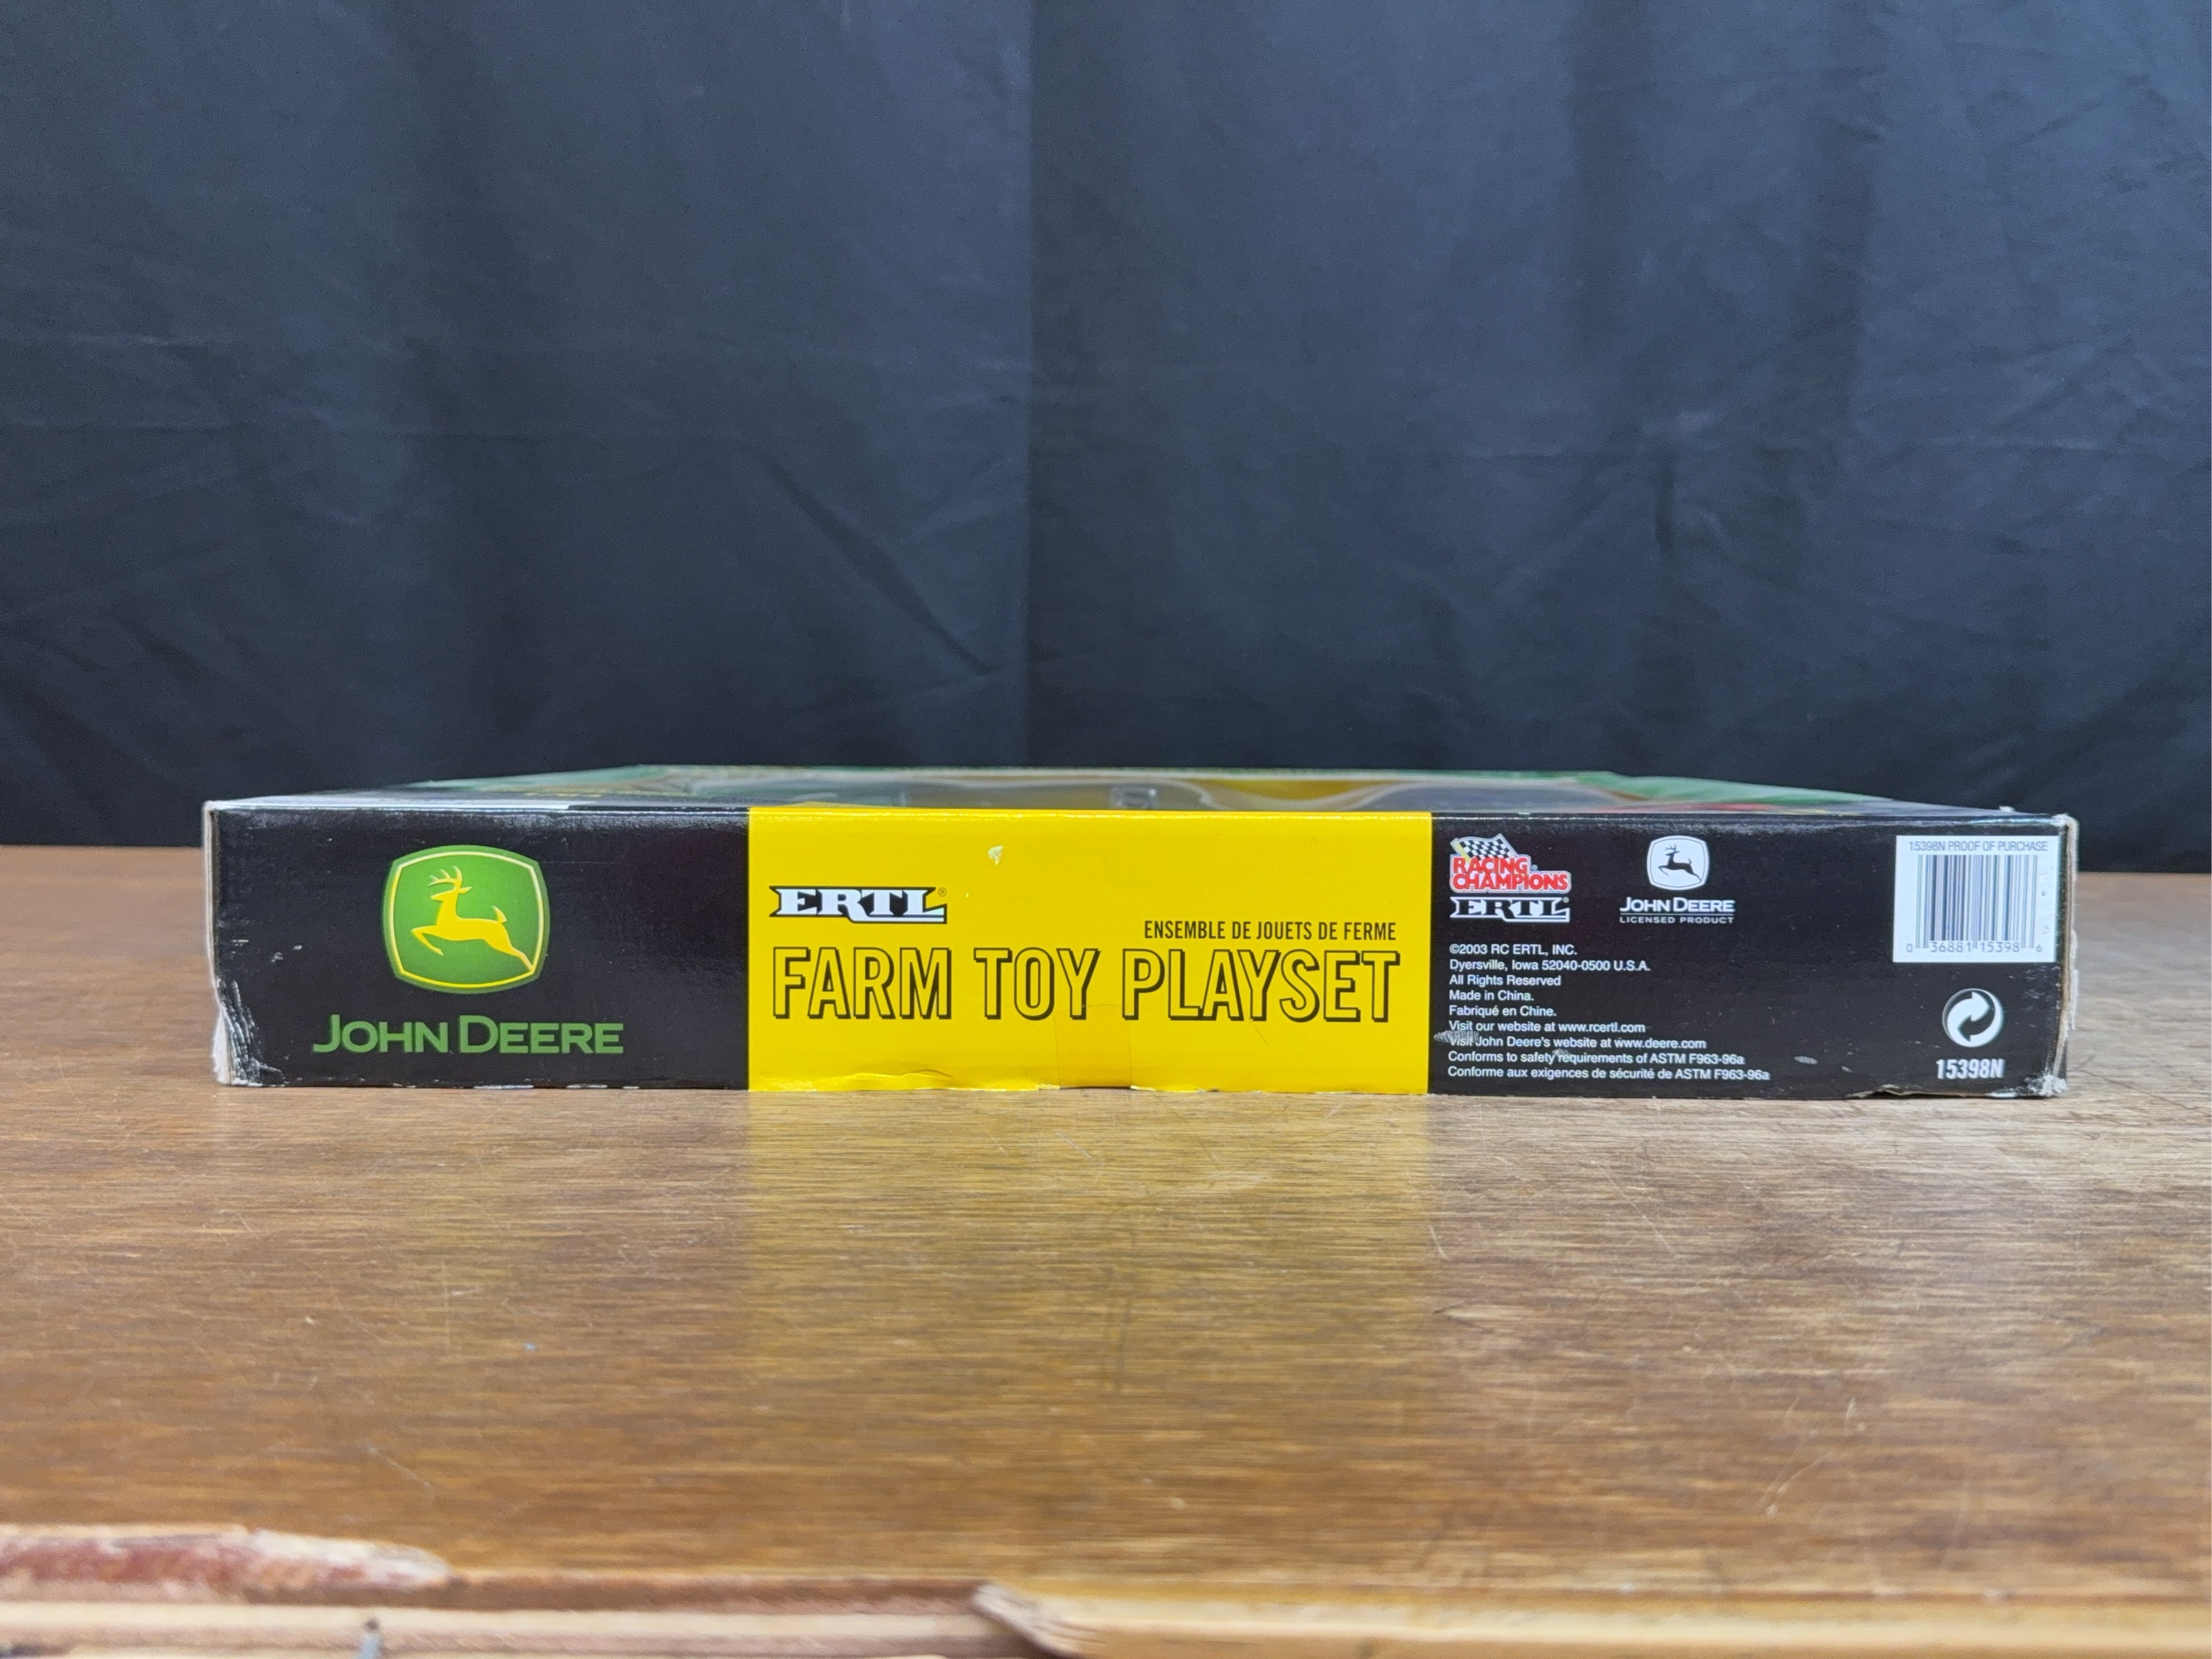 JOHN DEERE
ERTL®
ENSEMBLE DE JOUETS DE FERME
FARM TOY PLAYSET
RACING CHAMPIONS
ERTL®
JOHN DEERE
LICENSED PRODUCT
©2003 RC ERTL, INC.
Dyersville, Iowa 52040-0500 U.S.A.
All Rights Reserved
Made in China.
Fabriqué en Chine.
Visit our website at www.rcertl.com
Visit John Deere's website at www.deere.com
Conforms to safety requirements of ASTM F963-96a
Conforme aux exigences de sécurité de ASTM F963-96a
15398N PROOF OF PURCHASE
0 36881 15398 6
15398N